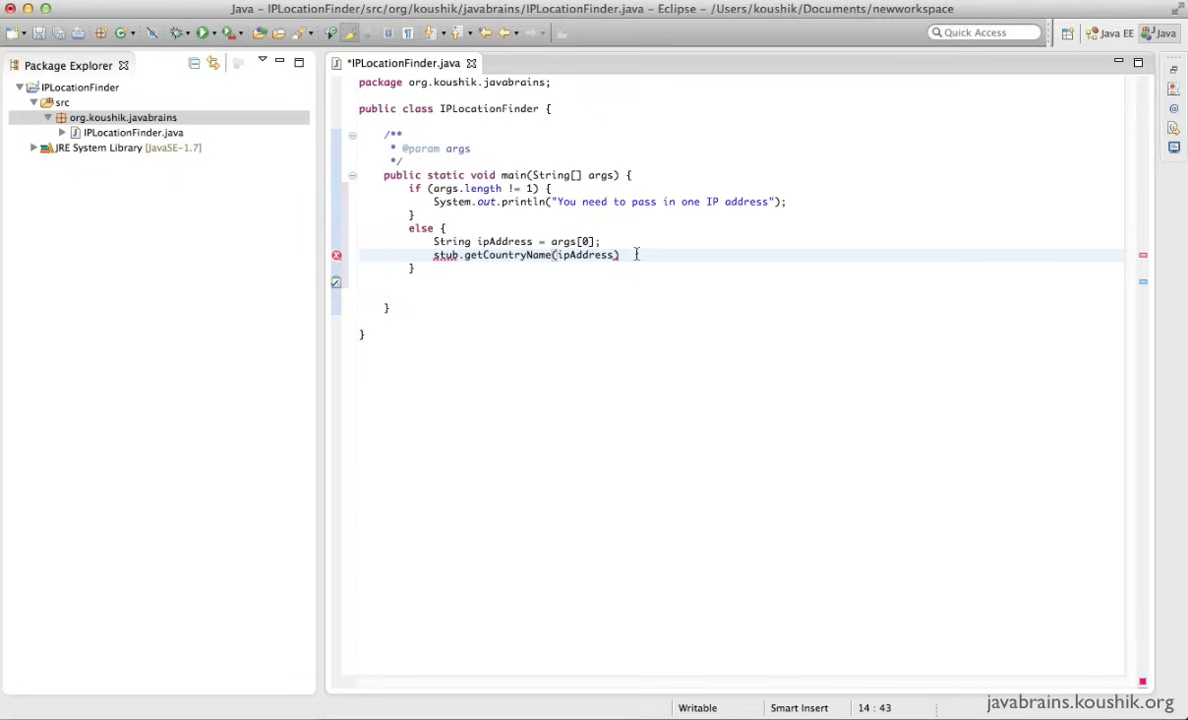 Java - IPLocationFinder/src/org/koushik/javabrains/IPLocationFinder.java - Eclipse - /Users/koushik/Documents/newworkspace
Quick Access
Java EE
Java
Package Explorer
IPLocationFinder
src
org.koushik.javabrains
IPLocationFinder.java
JRE System Library [JavaSE-1.7]
*IPLocationFinder.java
package org.koushik.javabrains;
public class IPLocationFinder {
/**
* @param args
*/
public static void main(String[] args) {
if (args.length != 1) {
System.out.println("You need to pass in one IP address");
}
else {
String ipAddress = args[0];
stub.getCountryName(ipAddress)
}
}
}
Writable
Smart Insert
14 : 43
javabrains.koushik.org